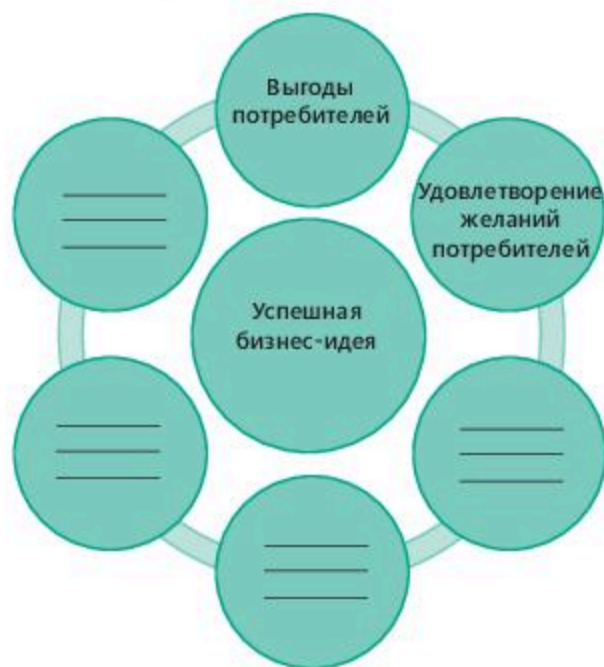 Выгоды
потребителей
Удовлетворение
желаний
потребителей
Успешная
бизнес-идея